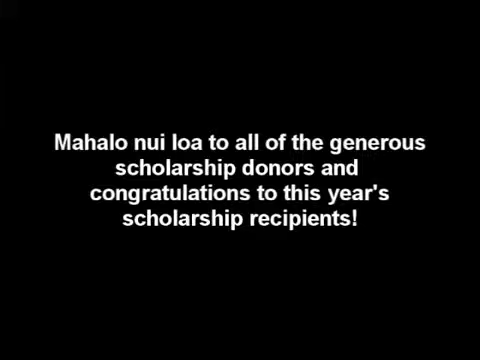 Mahalo nui loa to all of the generous
scholarship donors and
congratulations to this year's
scholarship recipients!